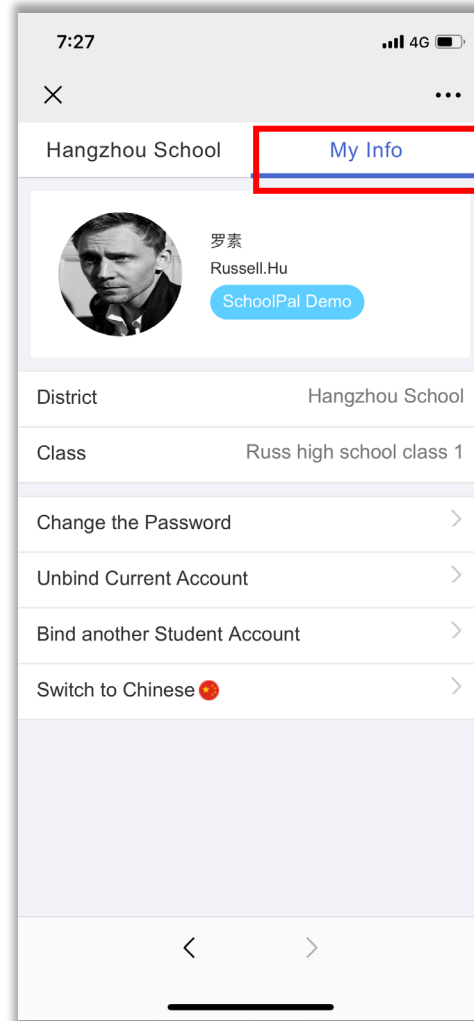 7:27 4G
Hangzhou School My Info
罗素
Russell.Hu
SchoolPal Demo
District Hangzhou School
Class Russ high school class 1
Change the Password
Unbind Current Account
Bind another Student Account
Switch to Chinese